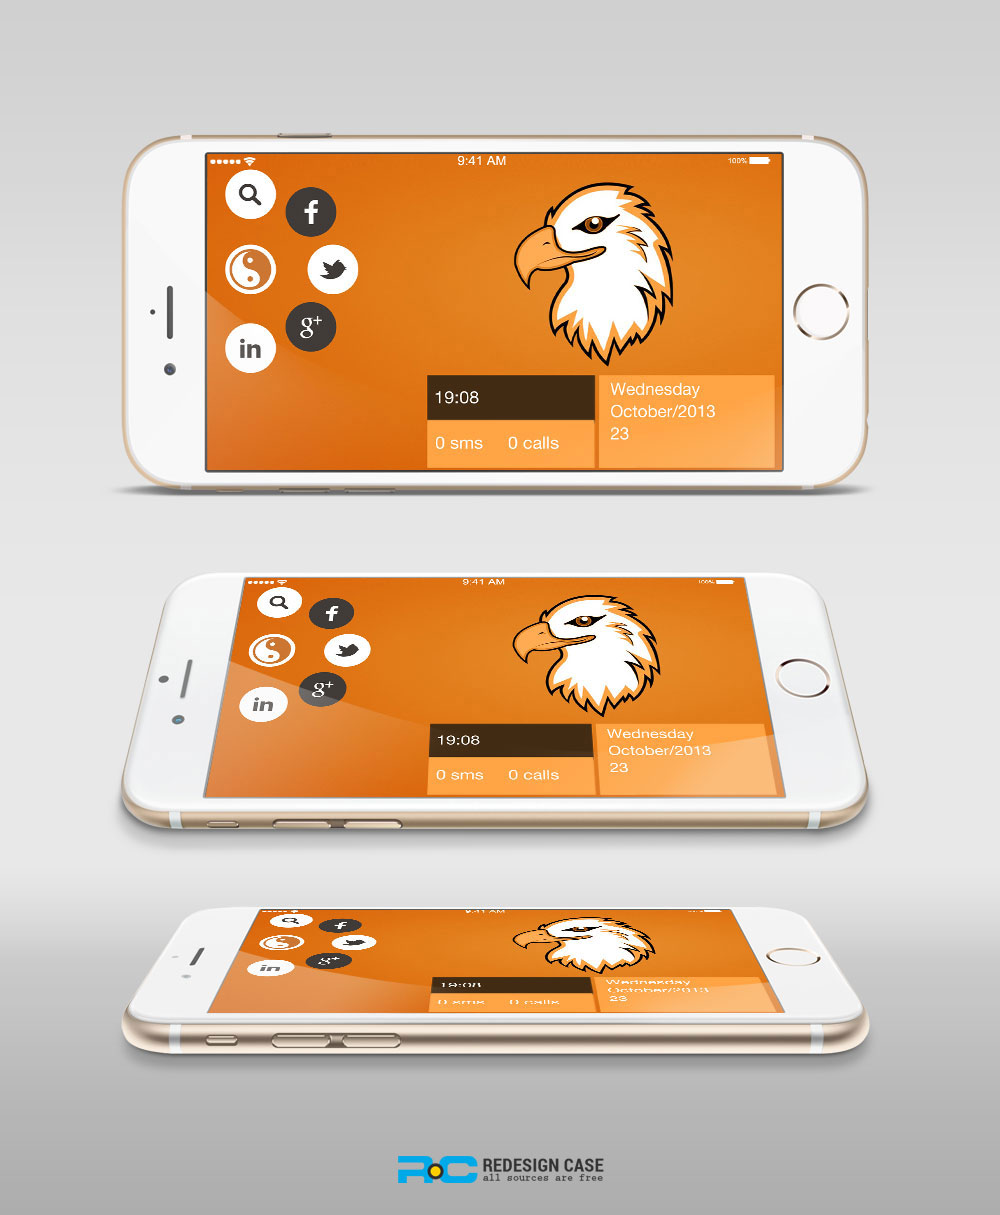 9:41 AM 100%
f
g+
in
19:08
0 sms 0 calls
Wednesday
October/2013
23
9:41 AM 100%
f
g+
in
19:08
0 sms 0 calls
Wednesday
October/2013
23
9:41 AM
f
g+
in
19:08
0 sms 0 calls
Wednesday
October/2013
23
RC REDESIGN CASE
all sources are free